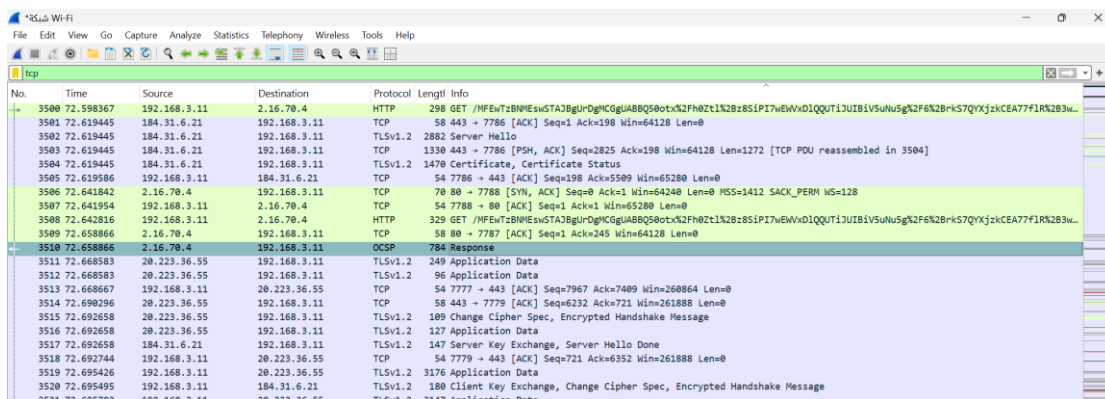 *شبكة Wi-Fi
File Edit View Go Capture Analyze Statistics Telephony Wireless Tools Help
tcp
No. Time Source Destination Protocol Lengtl Info
3500 72.598367 192.168.3.11 2.16.70.4 HTTP 298 GET /MFEwTzBNMEswSTAJBgUrDgMCGgUABBQ50otx%2Fh0Ztl%2Bz8SiPI7wEWVxDlQQUTiJUIBiV5uNu5g%2F6%2BrkS7QYXjzkCEA77flR%2B3w…
3501 72.619445 184.31.6.21 192.168.3.11 TCP 58 443 → 7786 [ACK] Seq=1 Ack=198 Win=64128 Len=0
3502 72.619445 184.31.6.21 192.168.3.11 TLSv1.2 2882 Server Hello
3503 72.619445 184.31.6.21 192.168.3.11 TCP 1330 443 → 7786 [PSH, ACK] Seq=2825 Ack=198 Win=64128 Len=1272 [TCP PDU reassembled in 3504]
3504 72.619445 184.31.6.21 192.168.3.11 TLSv1.2 1470 Certificate, Certificate Status
3505 72.619586 192.168.3.11 184.31.6.21 TCP 54 7786 → 443 [ACK] Seq=198 Ack=5509 Win=65280 Len=0
3506 72.641842 2.16.70.4 192.168.3.11 TCP 70 80 → 7788 [SYN, ACK] Seq=0 Ack=1 Win=64240 Len=0 MSS=1412 SACK_PERM WS=128
3507 72.641954 192.168.3.11 2.16.70.4 TCP 54 7788 → 80 [ACK] Seq=1 Ack=1 Win=65280 Len=0
3508 72.642816 192.168.3.11 2.16.70.4 HTTP 329 GET /MFEwTzBNMEswSTAJBgUrDgMCGgUABBQ50otx%2Fh0Ztl%2Bz8SiPI7wEWVxDlQQUTiJUIBiV5uNu5g%2F6%2BrkS7QYXjzkCEA77flR%2B3w…
3509 72.658866 2.16.70.4 192.168.3.11 TCP 58 80 → 7787 [ACK] Seq=1 Ack=245 Win=64128 Len=0
3510 72.658866 2.16.70.4 192.168.3.11 OCSP 784 Response
3511 72.668583 20.223.36.55 192.168.3.11 TLSv1.2 249 Application Data
3512 72.668583 20.223.36.55 192.168.3.11 TLSv1.2 96 Application Data
3513 72.668667 192.168.3.11 20.223.36.55 TCP 54 7777 → 443 [ACK] Seq=7967 Ack=7409 Win=260864 Len=0
3514 72.690296 20.223.36.55 192.168.3.11 TCP 58 443 → 7779 [ACK] Seq=6232 Ack=721 Win=261888 Len=0
3515 72.692658 20.223.36.55 192.168.3.11 TLSv1.2 109 Change Cipher Spec, Encrypted Handshake Message
3516 72.692658 20.223.36.55 192.168.3.11 TLSv1.2 127 Application Data
3517 72.692658 184.31.6.21 192.168.3.11 TLSv1.2 147 Server Key Exchange, Server Hello Done
3518 72.692744 192.168.3.11 20.223.36.55 TCP 54 7779 → 443 [ACK] Seq=721 Ack=6352 Win=261888 Len=0
3519 72.695426 192.168.3.11 20.223.36.55 TLSv1.2 3176 Application Data
3520 72.695495 192.168.3.11 184.31.6.21 TLSv1.2 180 Client Key Exchange, Change Cipher Spec, Encrypted Handshake Message